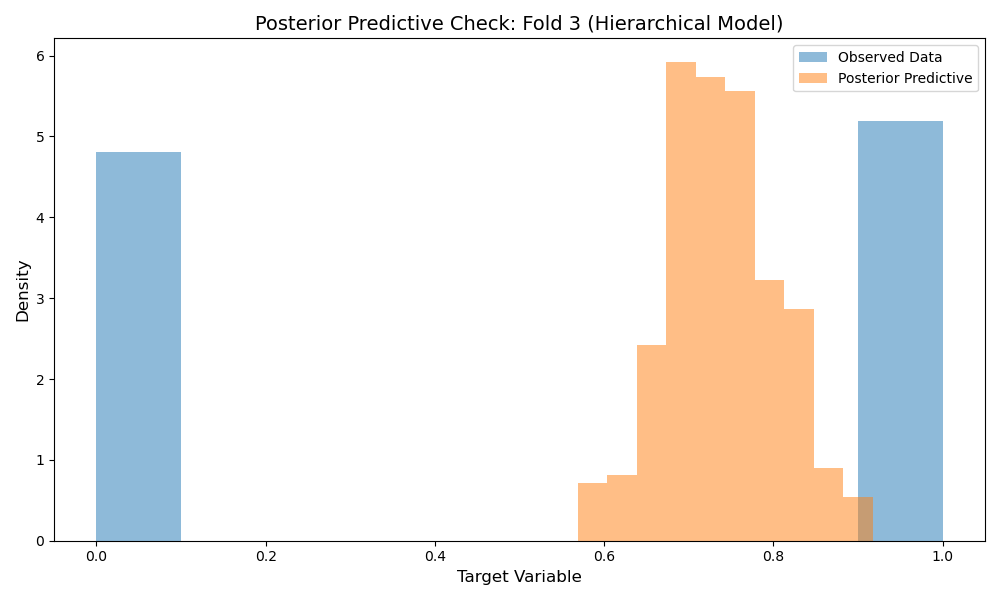 Posterior Predictive Check: Fold 3 (Hierarchical Model)
Observed Data
Posterior Predictive
6
5
4
3
2
1
0
Density
0.0 0.2 0.4 0.6 0.8 1.0
Target Variable